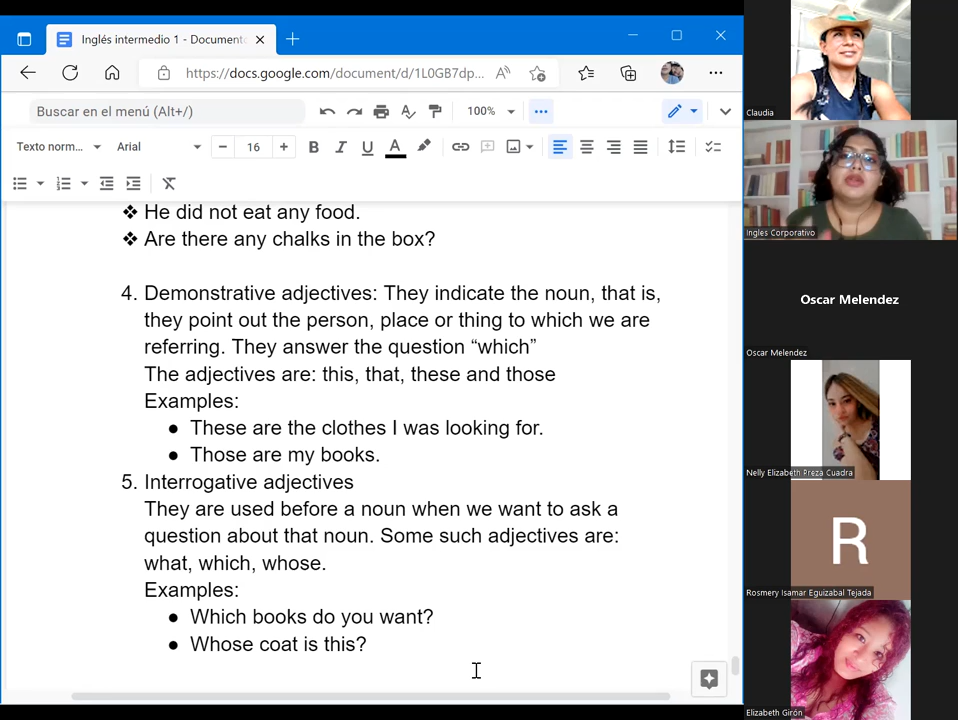 Inglés intermedio 1 - Documento
https://docs.google.com/document/d/1L0GB7dp...
Buscar en el menú (Alt+/)
100%
Texto norm...
Arial
16
He did not eat any food.
Are there any chalks in the box?
4. Demonstrative adjectives: They indicate the noun, that is,
they point out the person, place or thing to which we are
referring. They answer the question “which”
The adjectives are: this, that, these and those
Examples:
● These are the clothes I was looking for.
● Those are my books.
5. Interrogative adjectives
They are used before a noun when we want to ask a
question about that noun. Some such adjectives are:
what, which, whose.
Examples:
● Which books do you want?
● Whose coat is this?
Claudia
Ingles Corporativo
Oscar Melendez
Oscar Melendez
Nelly Elizabeth Preza Cuadra
R
Rosmery Isamar Eguizabal Tejada
Elizabeth Girón